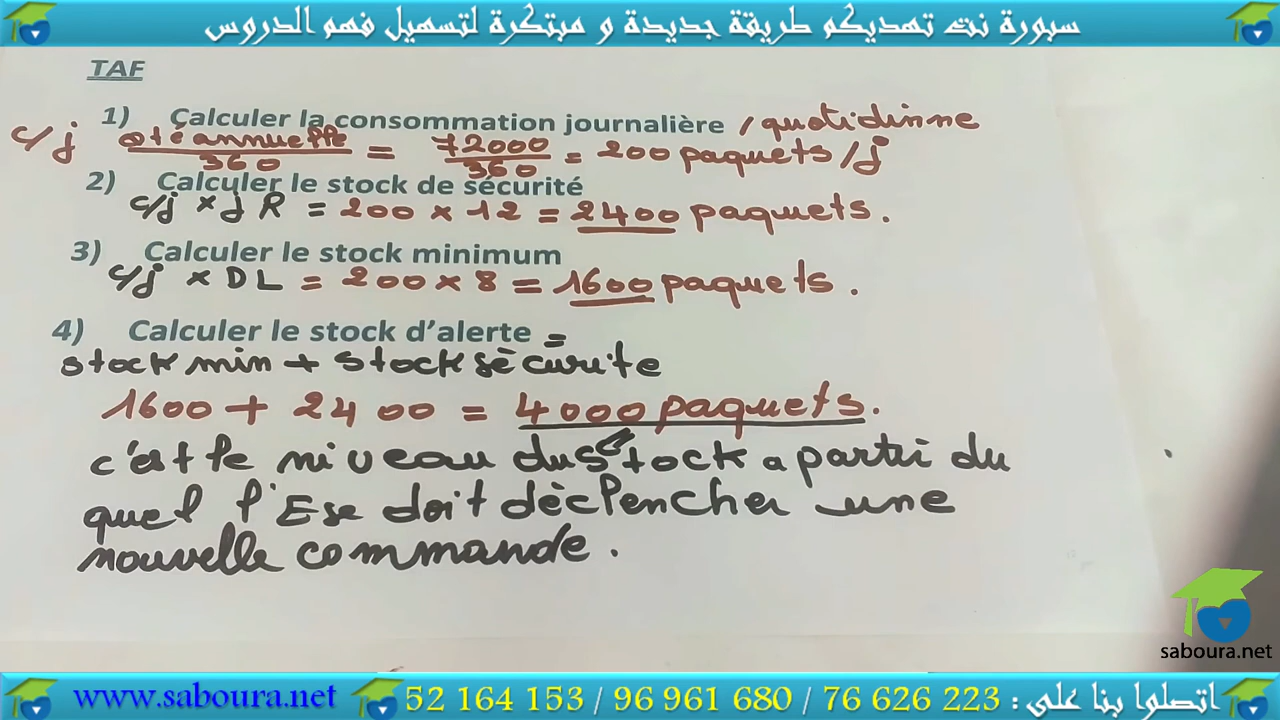 سبورة نت تهديكم طريقة جديدة و مبتكرة لتسهيل فهم الدروس
TAF
1) Calculer la consommation journalière / quotidinne
c/j qté annuelle / 360 = 72000 / 360 = 200 paquets / j
2) Calculer le stock de sécurité
c/j × j R = 200 × 12 = 2400 paquets.
3) Calculer le stock minimum
c/j × DL = 200 × 8 = 1600 paquets.
4) Calculer le stock d'alerte =
stock min + stock sècurite
1600 + 2400 = 4000 paquets.
c'est le niveau du stock a partir du
quel l'Ese doit dèclencher une
nouvelle commande.
saboura.net
www.saboura.net
اتصلوا بنا على : 223 626 76 / 680 961 96 / 153 164 52